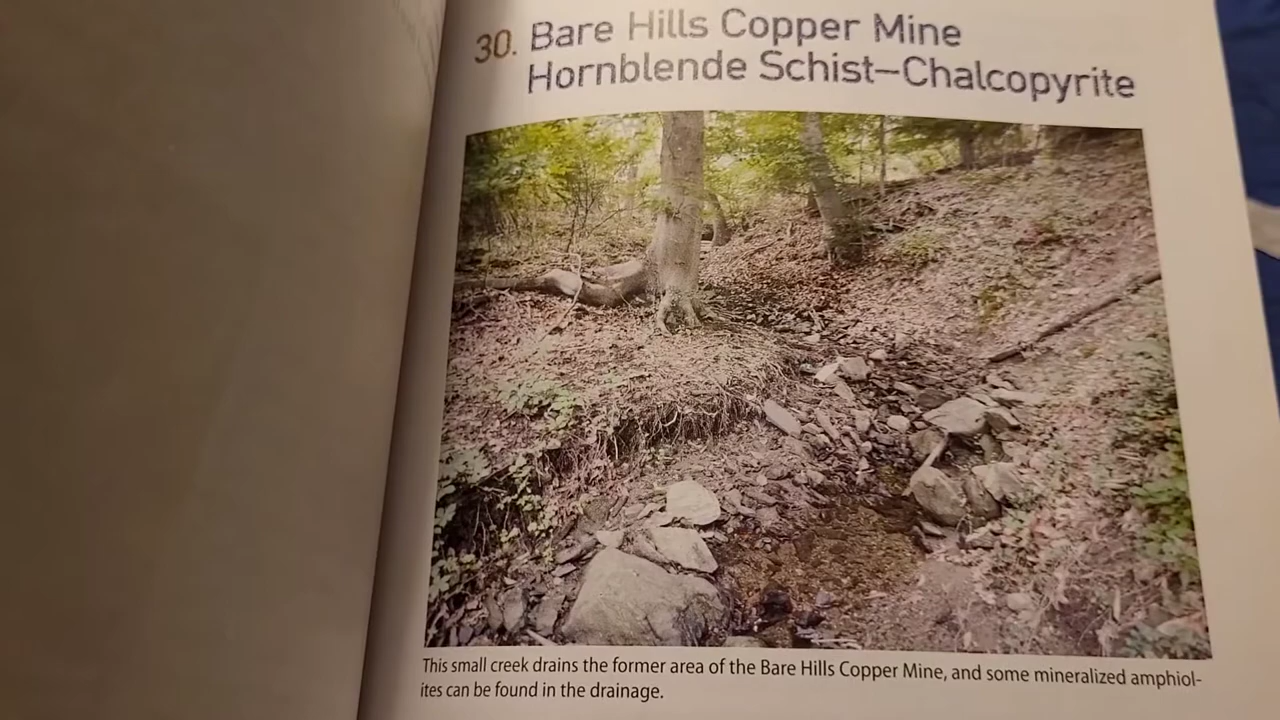 30. Bare Hills Copper Mine
Hornblende Schist–Chalcopyrite
This small creek drains the former area of the Bare Hills Copper Mine, and some mineralized amphiol-
ites can be found in the drainage.